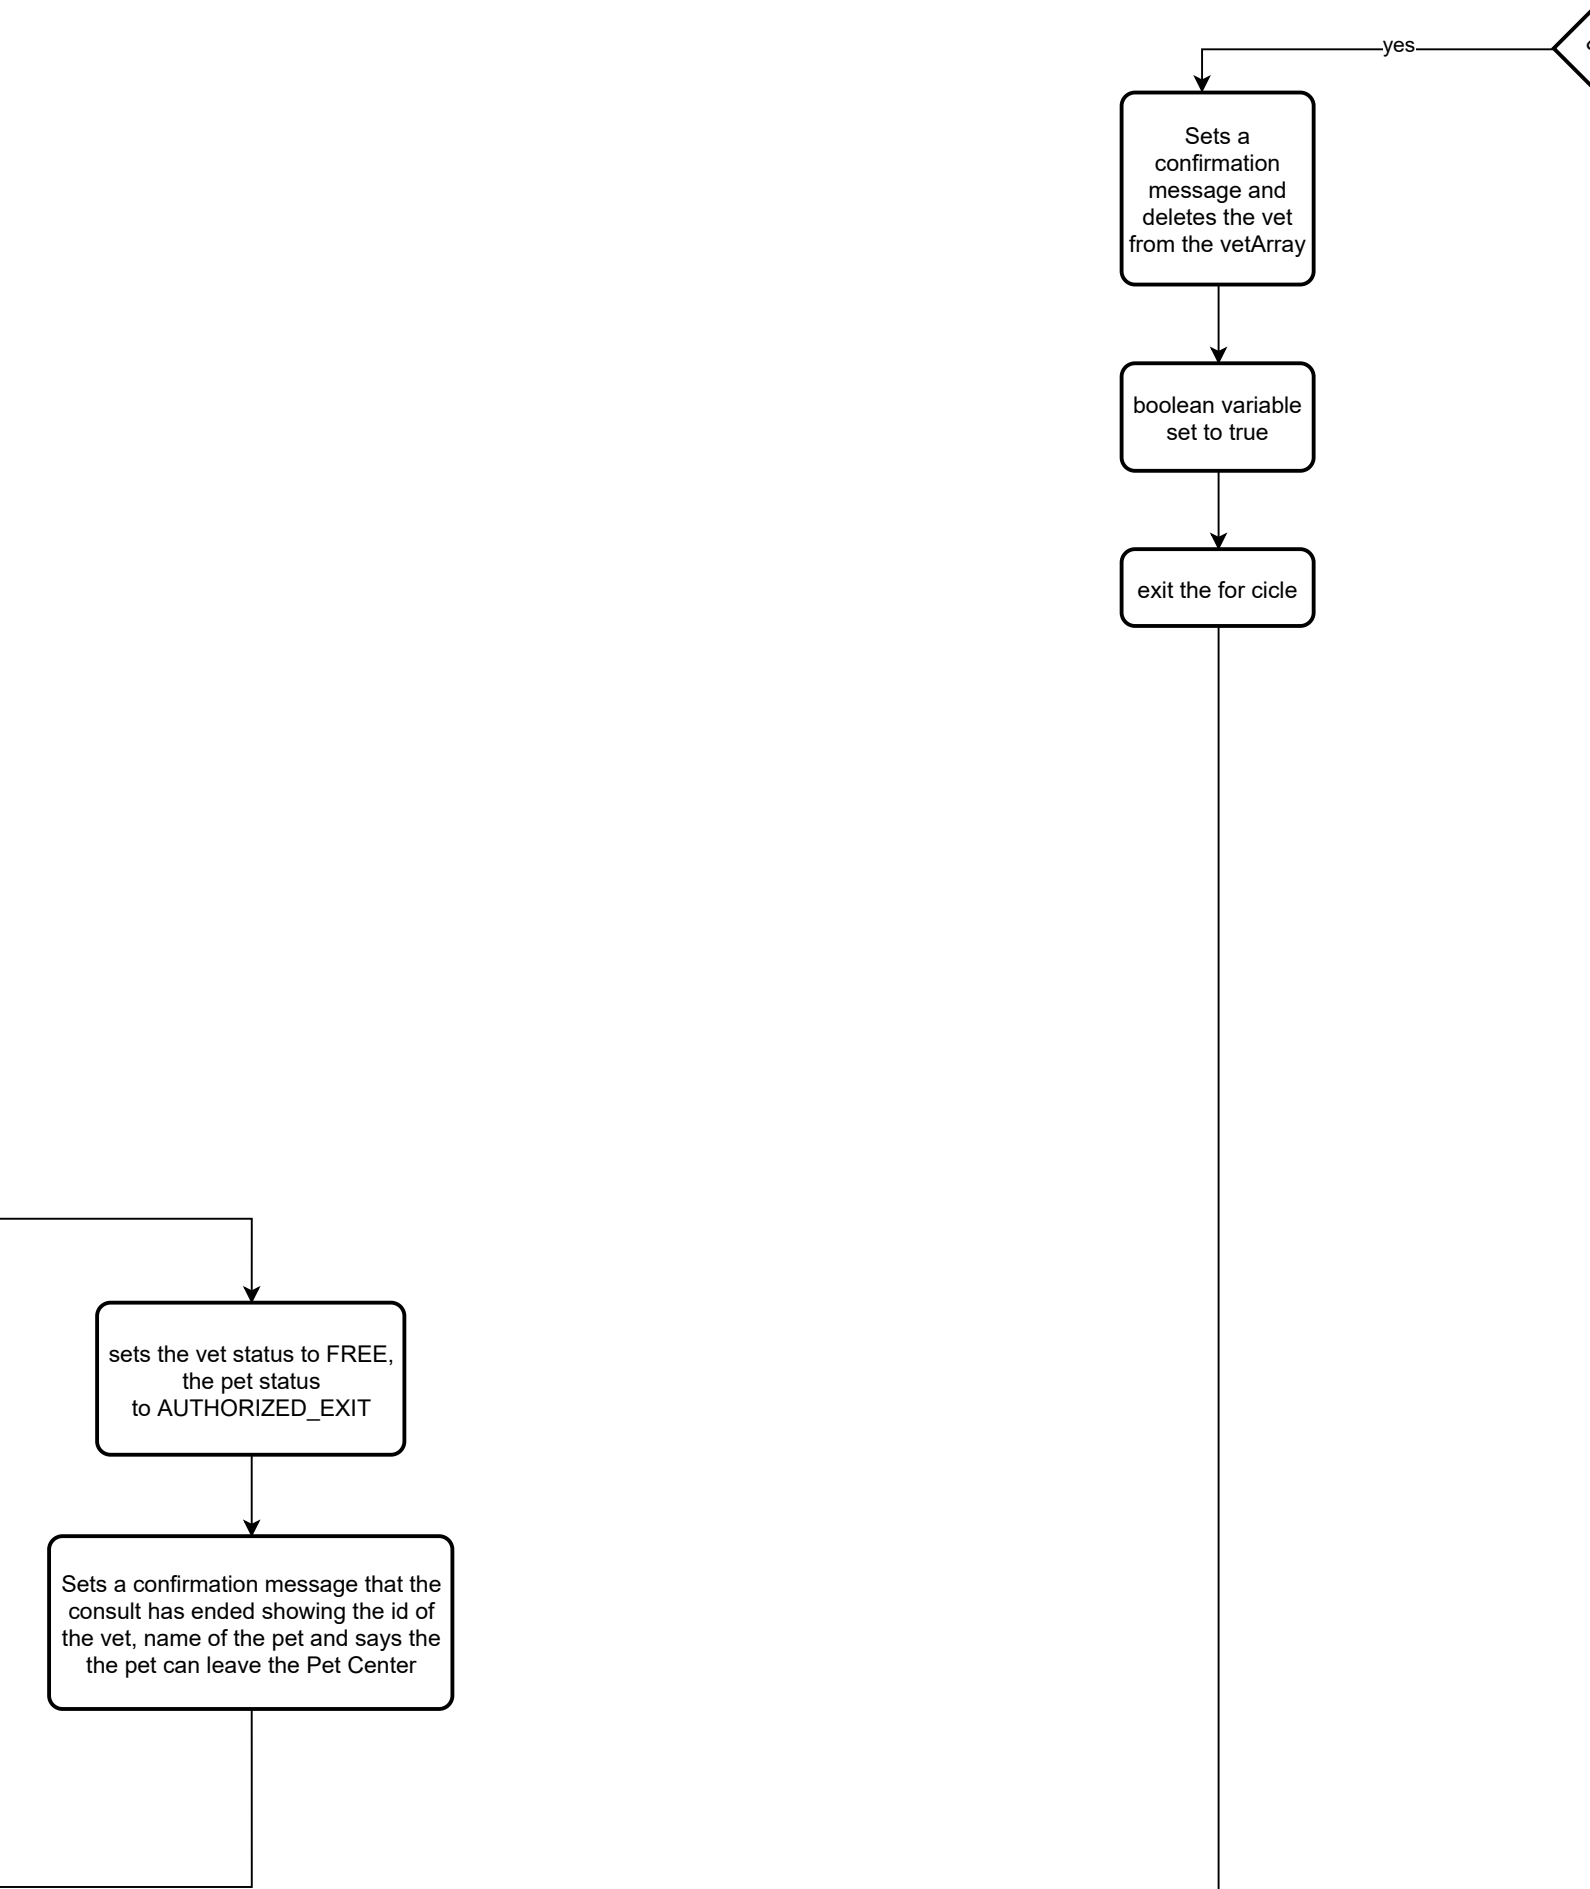 yes
Sets a
confirmation
message and
deletes the vet
from the vetArray
boolean variable
set to true
exit the for cicle
sets the vet status to FREE,
the pet status
to AUTHORIZED_EXIT
Sets a confirmation message that the
consult has ended showing the id of
the vet, name of the pet and says the
the pet can leave the Pet Center